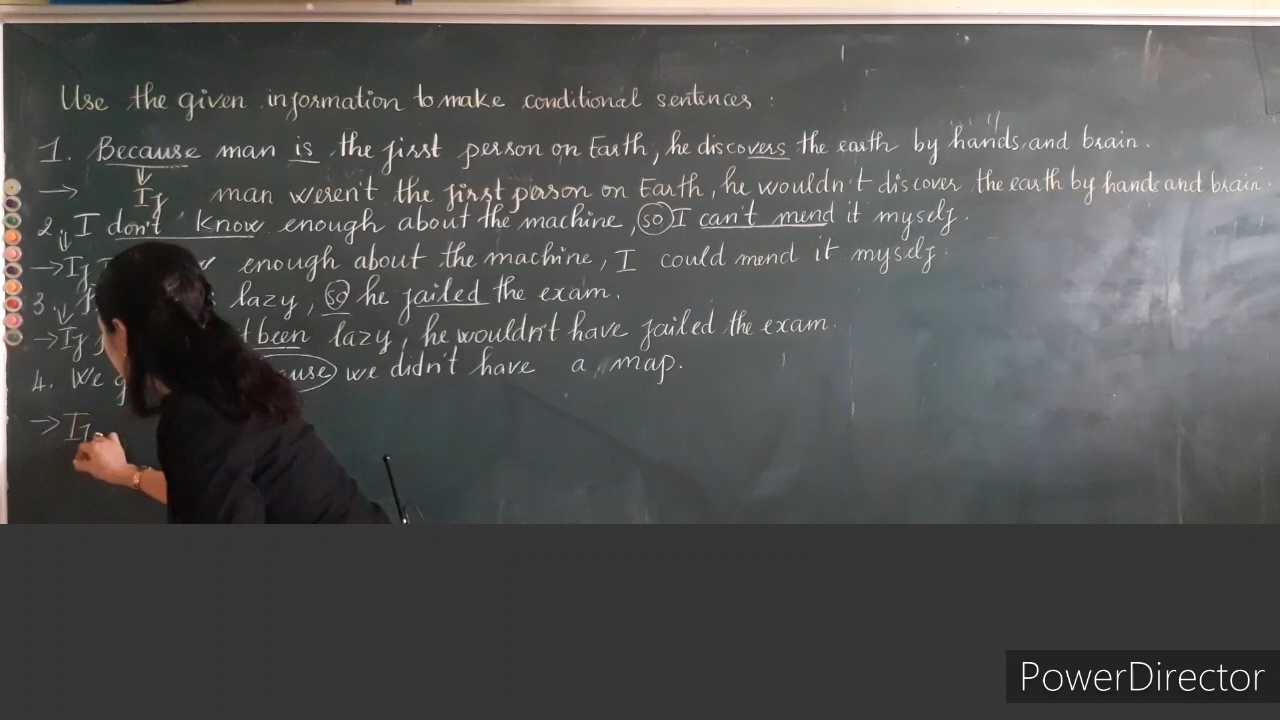 Use the given information to make conditional sentences :
1. Because man is the first person on Earth, he discovers the earth by hands and brain.
→ If man weren't the first person on Earth, he wouldn't discover the earth by hands and brain.
2. I don't know enough about the machine, so I can't mend it myself.
→ If enough about the machine, I could mend it myself.
3. lazy, so he failed the exam.
→ If been lazy, he wouldn't have failed the exam.
4. We we didn't have a map.
→ If
PowerDirector